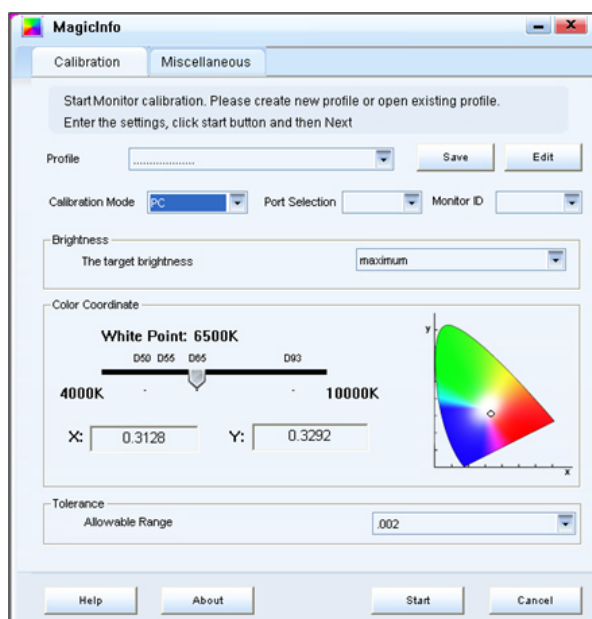 MagicInfo
Calibration Miscellaneous
Start Monitor calibration. Please create new profile or open existing profile.
Enter the settings, click start button and then Next
Profile ................... Save Edit
Calibration Mode PC Port Selection Monitor ID
Brightness
The target brightness maximum
Color Coordinate
White Point: 6500K
D50 D55 D65 D93
4000K 10000K
X: 0.3128 Y: 0.3292
y
x
Tolerance
Allowable Range .002
Help About Start Cancel